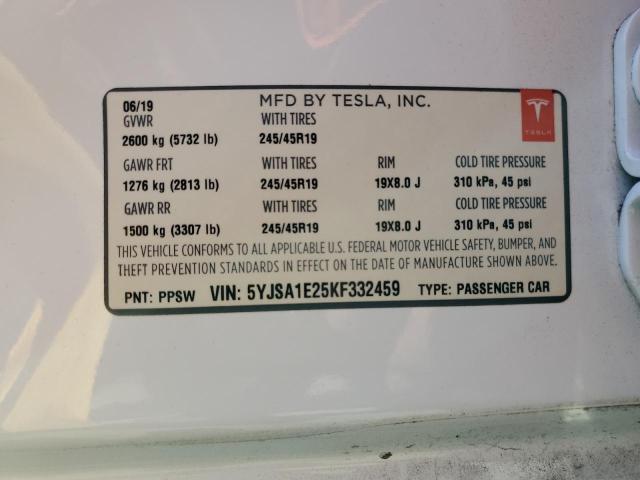 06/19 MFD BY TESLA, INC.
GVWR WITH TIRES
2600 kg (5732 lb) 245/45R19
TESLA
GAWR FRT WITH TIRES RIM COLD TIRE PRESSURE
1276 kg (2813 lb) 245/45R19 19X8.0 J 310 kPa, 45 psi
GAWR RR WITH TIRES RIM COLD TIRE PRESSURE
1500 kg (3307 lb) 245/45R19 19X8.0 J 310 kPa, 45 psi
THIS VEHICLE CONFORMS TO ALL APPLICABLE U.S. FEDERAL MOTOR VEHICLE SAFETY, BUMPER, AND
THEFT PREVENTION STANDARDS IN EFFECT ON THE DATE OF MANUFACTURE SHOWN ABOVE.
PNT: PPSW VIN: 5YJSA1E25KF332459 TYPE: PASSENGER CAR